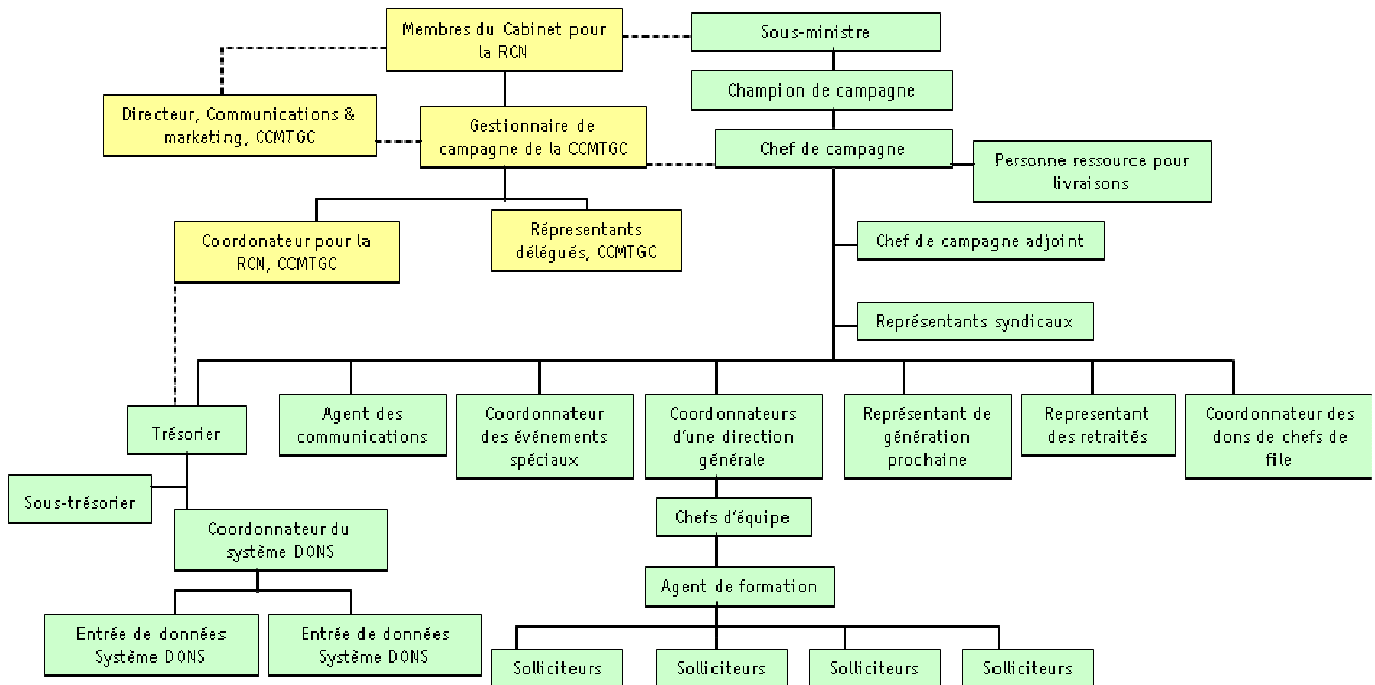 Membres du Cabinet pour
la RCN
Sous-ministre
Champion de campagne
Directeur, Communications &
marketing, CCMTGC
Gestionnaire de
campagne de la CCMTGC
Chef de campagne
Personne ressource pour
livraisons
Coordonateur pour la
RCN, CCMTGC
Répresentants
délégués, CCMTGC
Chef de campagne adjoint
Représentants syndicaux
Trésorier
Agent des
communications
Coordonnateur
des événements
spéciaux
Coordonnateurs
d'une direction
générale
Représentant de
génération
prochaine
Representant
des retraités
Coordonnateur des
dons de chefs de
file
Sous-trésorier
Chefs d'équipe
Coordonnateur du
système DONS
Agent de formation
Entrée de données
Système DONS
Entrée de données
Système DONS
Solliciteurs
Solliciteurs
Solliciteurs
Solliciteurs